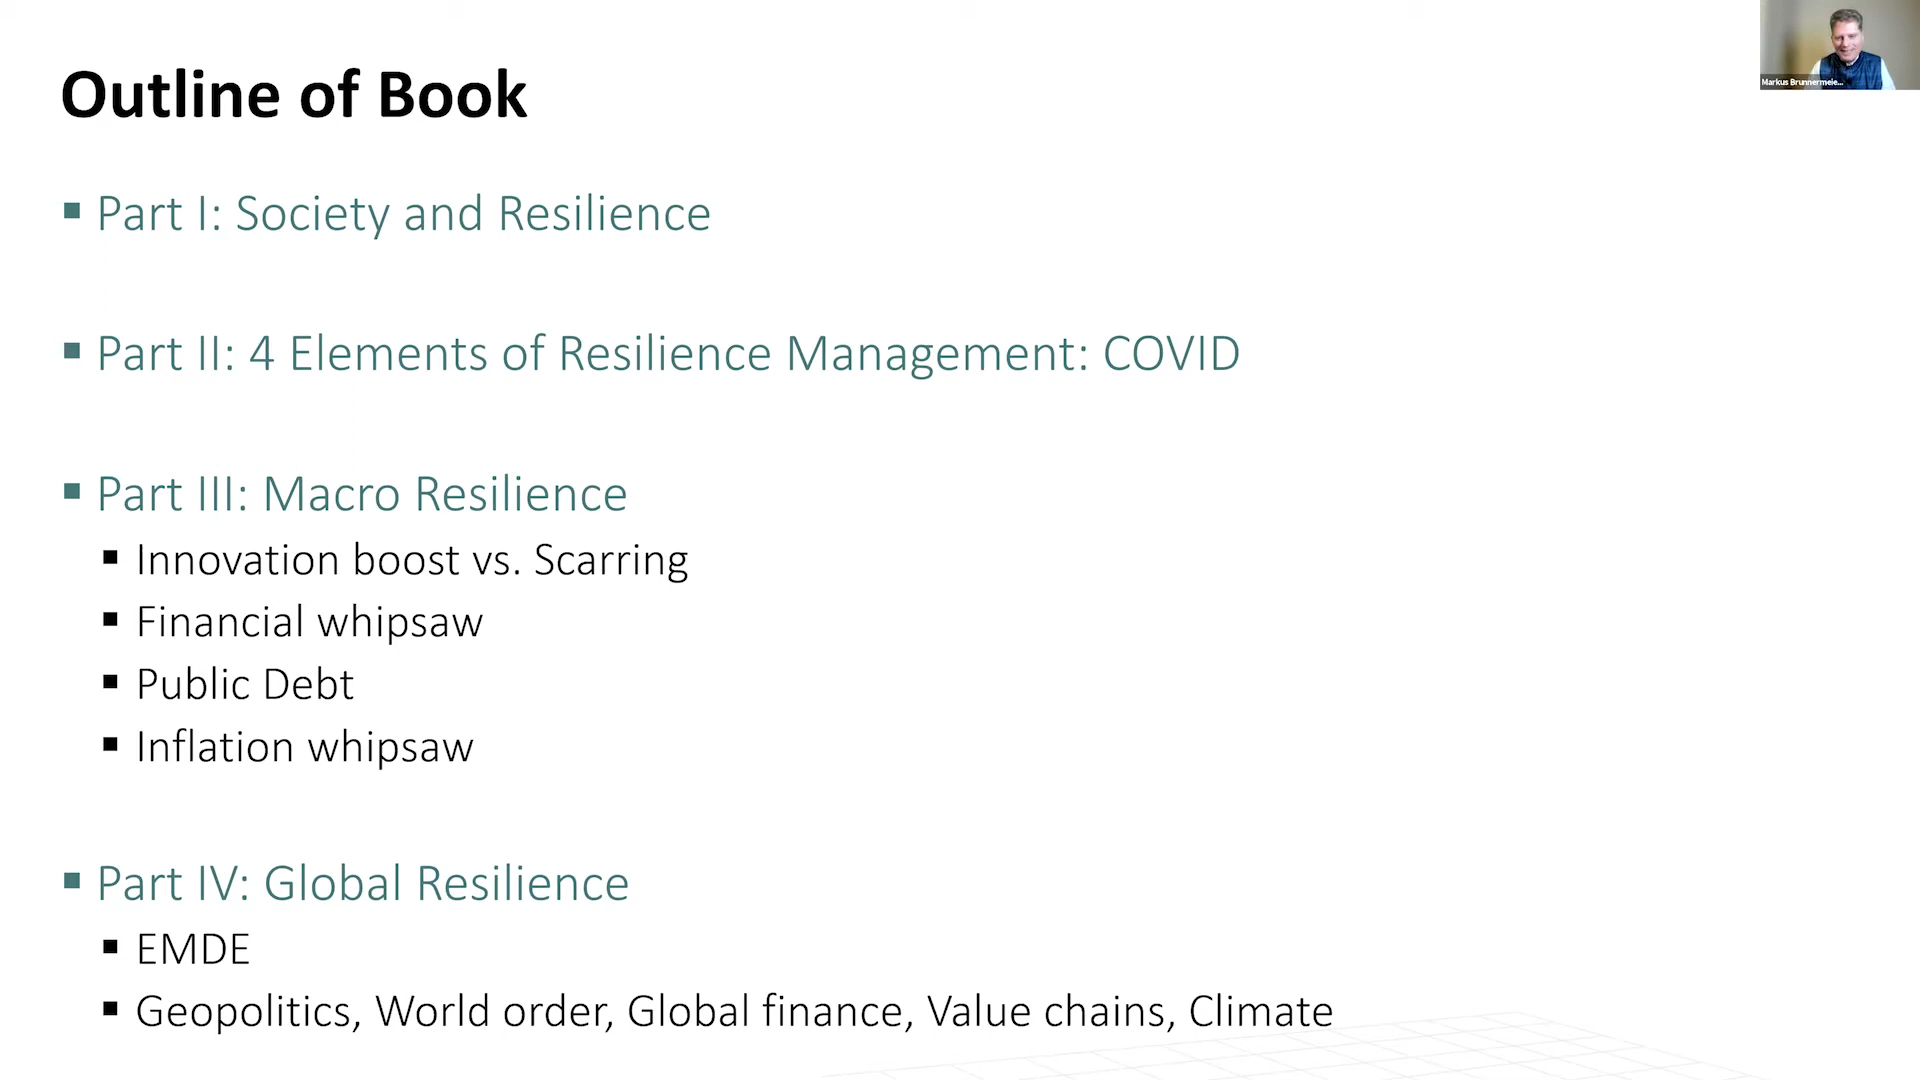 Outline of Book
Markus Brunnermeie...
Part I: Society and Resilience
Part II: 4 Elements of Resilience Management: COVID
Part III: Macro Resilience
Innovation boost vs. Scarring
Financial whipsaw
Public Debt
Inflation whipsaw
Part IV: Global Resilience
EMDE
Geopolitics, World order, Global finance, Value chains, Climate